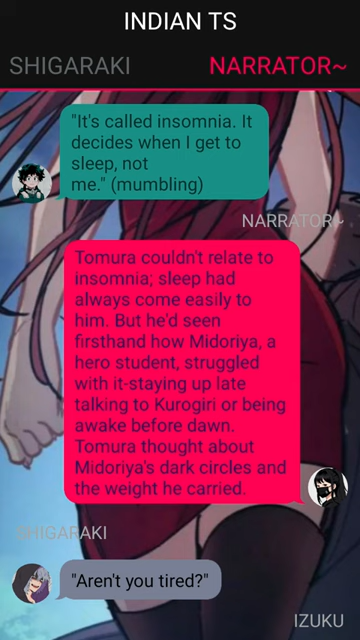 INDIAN TS
SHIGARAKI
NARRATOR~
"It's called insomnia. It
decides when I get to
sleep, not
me." (mumbling)
NARRATOR~
Tomura couldn't relate to
insomnia; sleep had
always come easily to
him. But he'd seen
firsthand how Midoriya, a
hero student, struggled
with it-staying up late
talking to Kurogiri or being
awake before dawn.
Tomura thought about
Midoriya's dark circles and
the weight he carried.
SHIGARAKI
"Aren't you tired?"
IZUKU